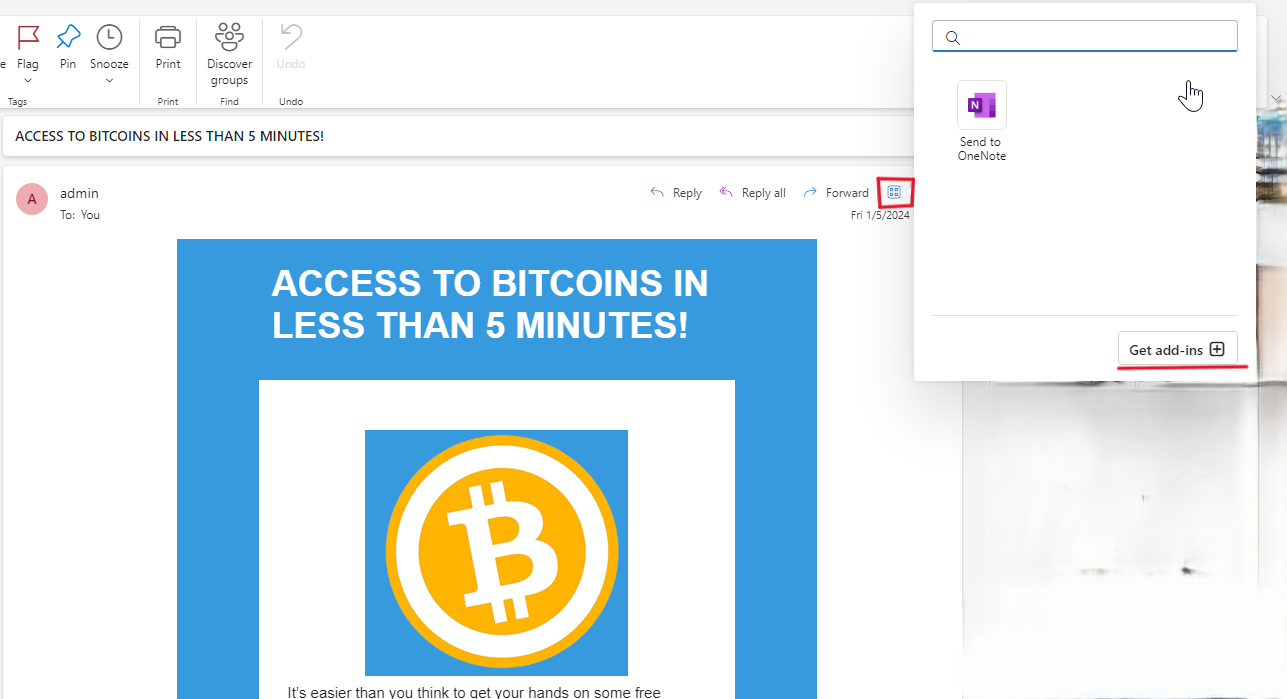 e
Flag
Pin
Snooze
Print
Discover
groups
Undo
Tags
Print
Find
Undo
ACCESS TO BITCOINS IN LESS THAN 5 MINUTES!
A
admin
To: You
Reply
Reply all
Forward
Fri 1/5/2024
ACCESS TO BITCOINS IN
LESS THAN 5 MINUTES!
It's easier than you think to get your hands on some free
N
Send to
OneNote
Get add-ins